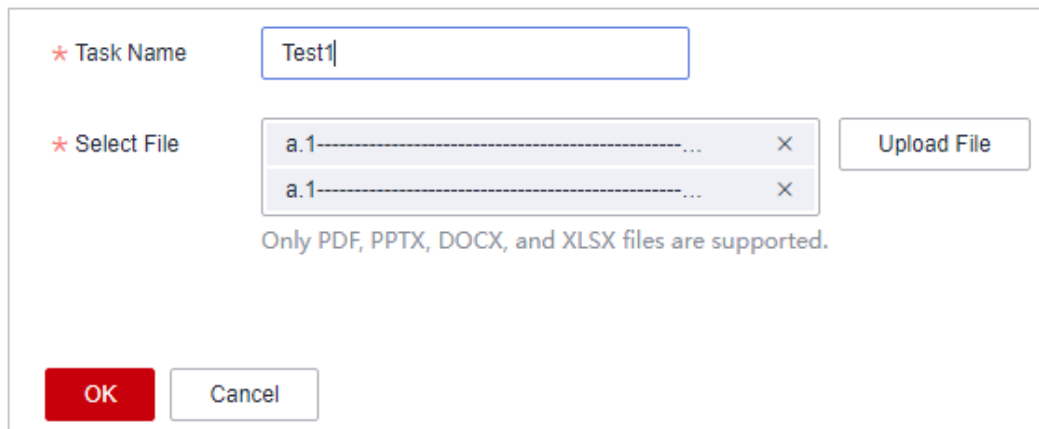 * Task Name Test1
* Select File a.1--------------------------------------------------... × Upload File
a.1--------------------------------------------------... ×
Only PDF, PPTX, DOCX, and XLSX files are supported.
OK Cancel